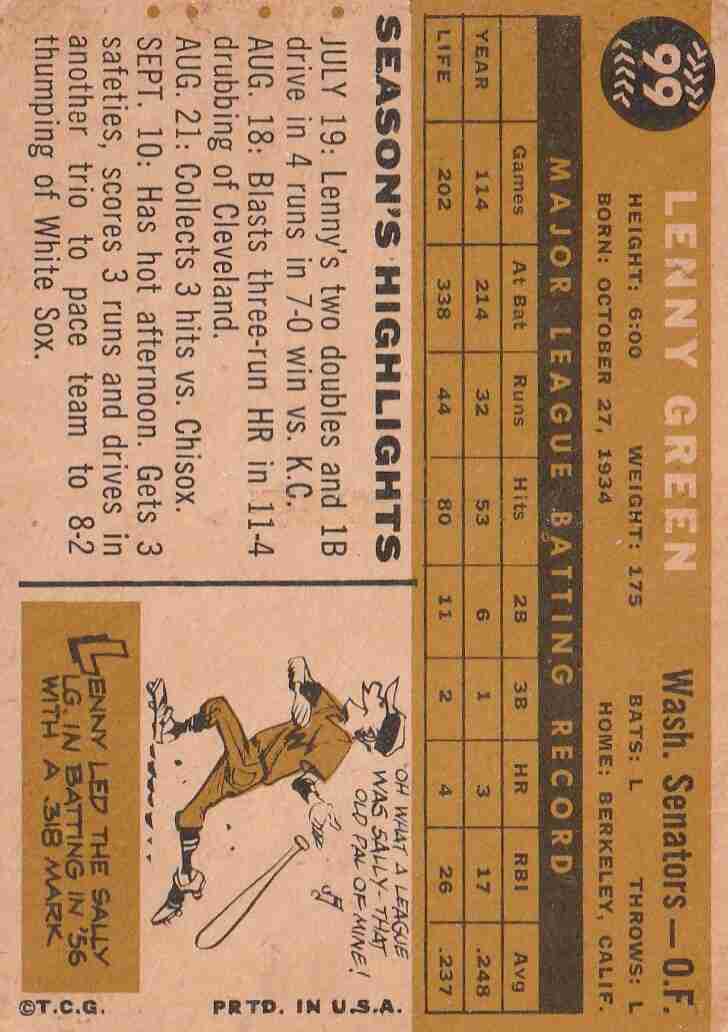 99
LENNY GREEN
Wash. Senators — O.F.
HEIGHT: 6:00 WEIGHT: 175 BATS: L THROWS: L
BORN: OCTOBER 27, 1934 HOME: BERKELEY, CALIF.
MAJOR LEAGUE BATTING RECORD
Games At Bat Runs Hits 2B 3B HR RBI Avg
YEAR 114 214 32 53 6 1 3 17 .248
LIFE 202 338 44 80 11 2 4 26 .237
SEASON'S HIGHLIGHTS
• JULY 19: Lenny's two doubles and 1B
drive in 4 runs in 7-0 win vs. K.C.
• AUG. 18: Blasts three-run HR in 11-4
drubbing of Cleveland.
• AUG. 21: Collects 3 hits vs. Chisox.
• SEPT. 10: Has hot afternoon. Gets 3
safeties, scores 3 runs and drives in
another trio to pace team to 8-2
thumping of White Sox.
OH WHAT A LEAGUE
WAS SALLY-THAT
OLD PAL OF MINE!
LENNY LED THE SALLY
LG. IN BATTING IN '56
WITH A .318 MARK
©T.C.G. PRTD. IN U.S.A.